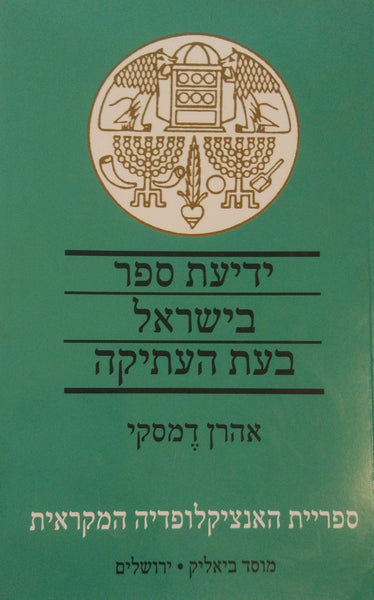 ידיעת ספר
בישראל
בעת העתיקה
אהרן דֶמסקי
ספריית האנציקלופדיה המקראית
מוסד ביאליק • ירושלים